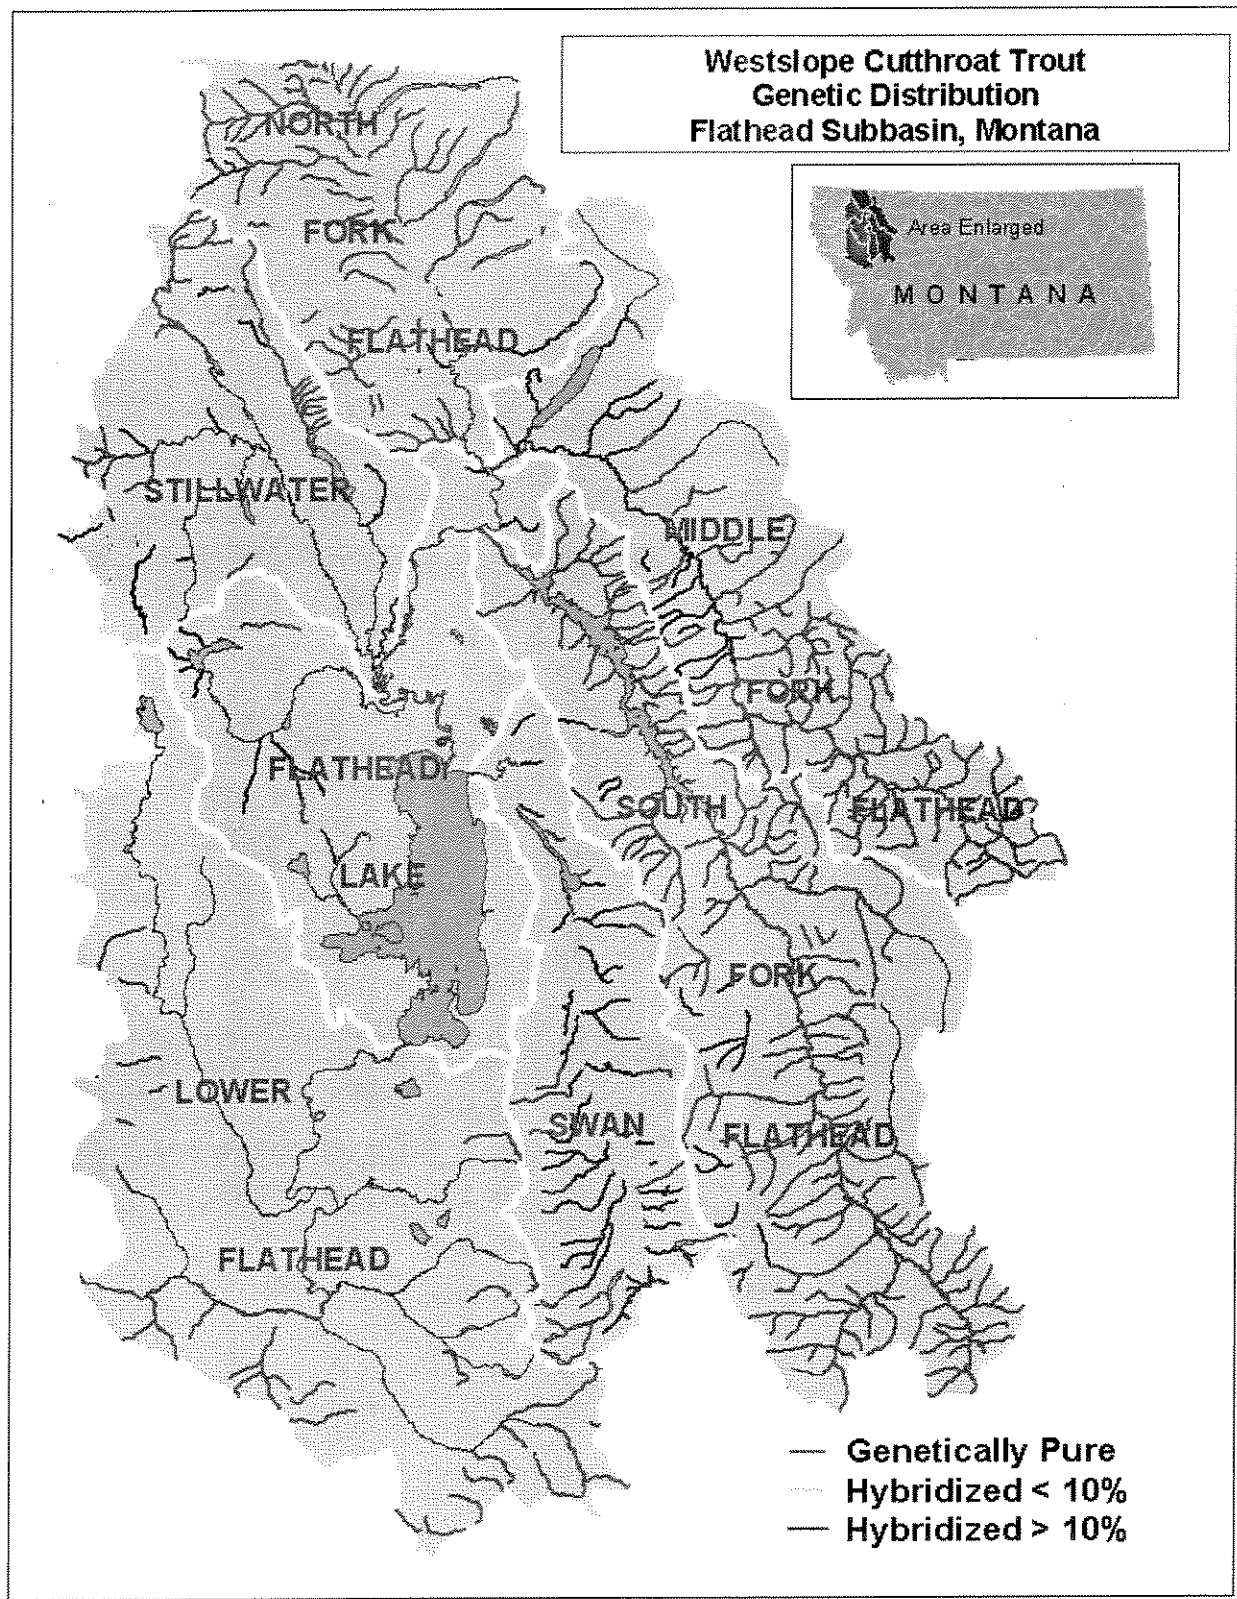 Westslope Cutthroat Trout
Genetic Distribution
Flathead Subbasin, Montana
Area Enlarged
MONTANA
NORTH
FORK
FLATHEAD
STILLWATER
MIDDLE
FORK
FLATHEAD
FLATHEAD
LAKE
SOUTH
FORK
FLATHEAD
LOWER
FLATHEAD
SWAN
Genetically Pure
Hybridized < 10%
Hybridized > 10%